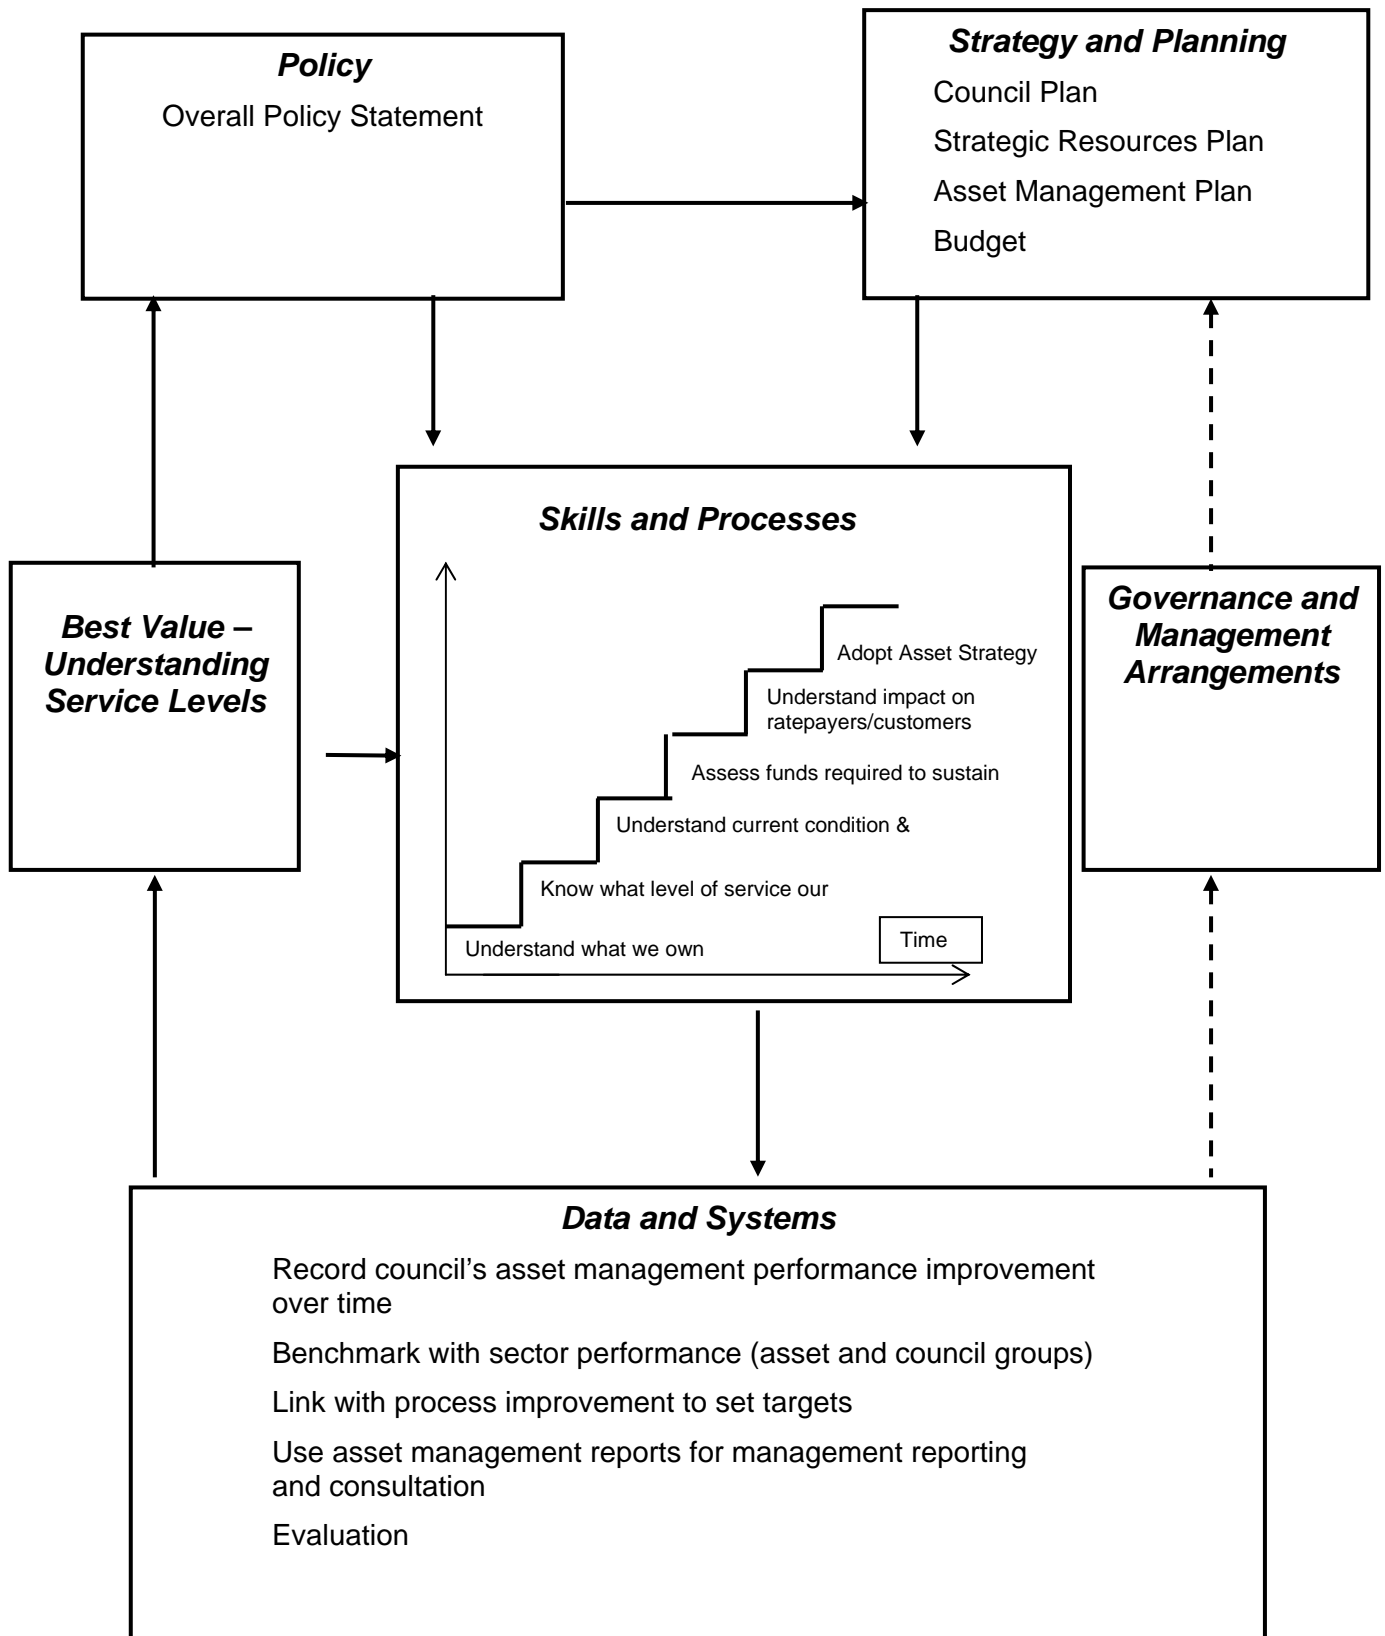 Policy
Overall Policy Statement
Strategy and Planning
Council Plan
Strategic Resources Plan
Asset Management Plan
Budget
Best Value –
Understanding
Service Levels
Skills and Processes
Adopt Asset Strategy
Understand impact on
ratepayers/customers
Assess funds required to sustain
Understand current condition &
Know what level of service our
Understand what we own
Time
Governance and
Management
Arrangements
Data and Systems
Record council’s asset management performance improvement
over time
Benchmark with sector performance (asset and council groups)
Link with process improvement to set targets
Use asset management reports for management reporting
and consultation
Evaluation